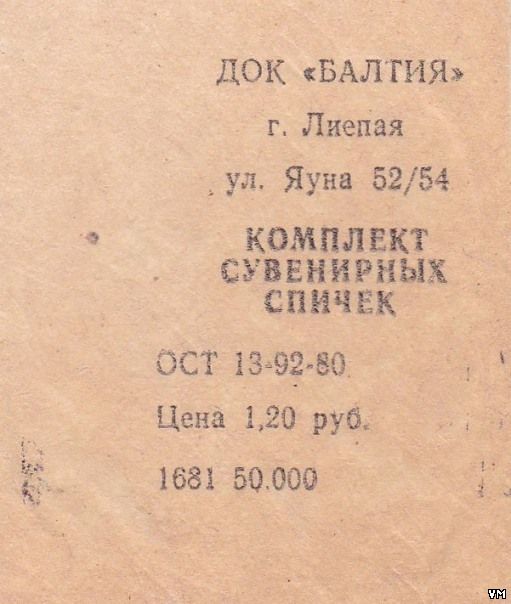 ДОК «БАЛТИЯ»
г. Лиепая
ул. Яуна 52/54
КОМПЛЕКТ
СУВЕНИРНЫХ
СПИЧЕК
ОСТ 13-92-80
Цена 1,20 руб.
1681 50.000
VM